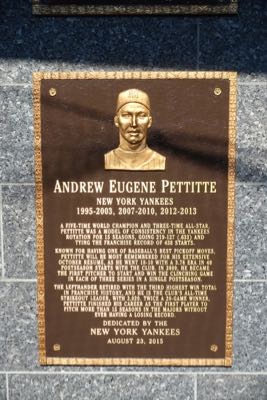 ANDREW EUGENE PETTITTE
NEW YORK YANKEES
1995-2003, 2007-2010, 2012-2013
A FIVE-TIME WORLD CHAMPION AND THREE-TIME ALL-STAR,
PETTITTE WAS A MODEL OF CONSISTENCY IN THE YANKEES
ROTATION FOR 15 SEASONS, GOING 219-127 (.633) AND
TYING THE FRANCHISE RECORD OF 438 STARTS.
KNOWN FOR HAVING ONE OF BASEBALL'S BEST PICKOFF MOVES,
PETTITTE WILL BE MOST REMEMBERED FOR HIS EXTENSIVE
OCTOBER RESUME, AS HE WENT 18-10 WITH A 3.76 ERA IN 40
POSTSEASON STARTS WITH THE CLUB. IN 2009, HE BECAME
THE FIRST PITCHER TO START AND WIN THE CLINCHING GAME
IN EACH OF THREE SERIES IN A SINGLE POSTSEASON.
THE LEFTHANDER RETIRED WITH THE THIRD HIGHEST WIN TOTAL
IN FRANCHISE HISTORY, AND HE IS THE CLUB'S ALL-TIME
STRIKEOUT LEADER, WITH 2,020. TWICE A 20-GAME WINNER,
PETTITTE FINISHED HIS CAREER AS THE FIRST PLAYER TO
PITCH MORE THAN 15 SEASONS IN THE MAJORS WITHOUT
EVER HAVING A LOSING RECORD.
DEDICATED BY THE
NEW YORK YANKEES
AUGUST 23, 2015